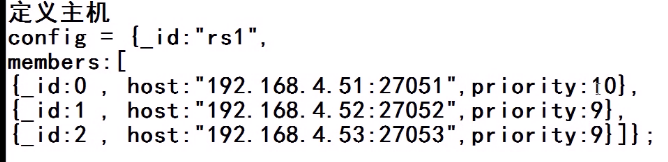 定义主机
config = {_id:"rs1",
members:[
{_id:0 , host:"192.168.4.51:27051",priority:10},
{_id:1 , host:"192.168.4.52:27052",priority:9},
{_id:2 , host:"192.168.4.53:27053",priority:9}]};